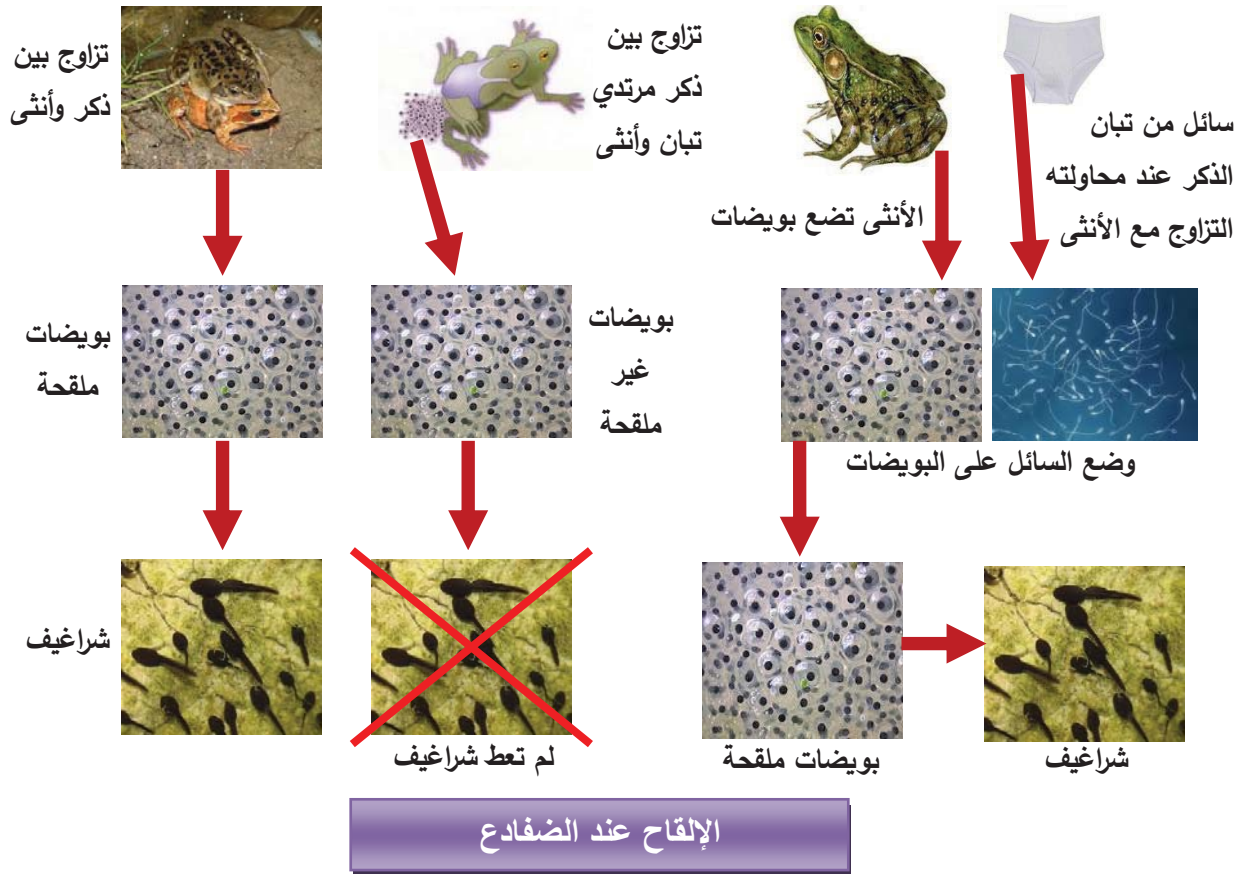 تزاوج بين
ذكر وأنثى
تزاوج بين
ذكر مرتدي
تبان وأنثى
سائل من تبان
الذكر عند محاولته
التزاوج مع الأنثى
الأنثى تضع بويضات
بويضات
ملقحة
بويضات
غير
ملقحة
وضع السائل على البويضات
شراغيف
لم تعط شراغيف
بويضات ملقحة
شراغيف
الإلقاح عند الضفادع